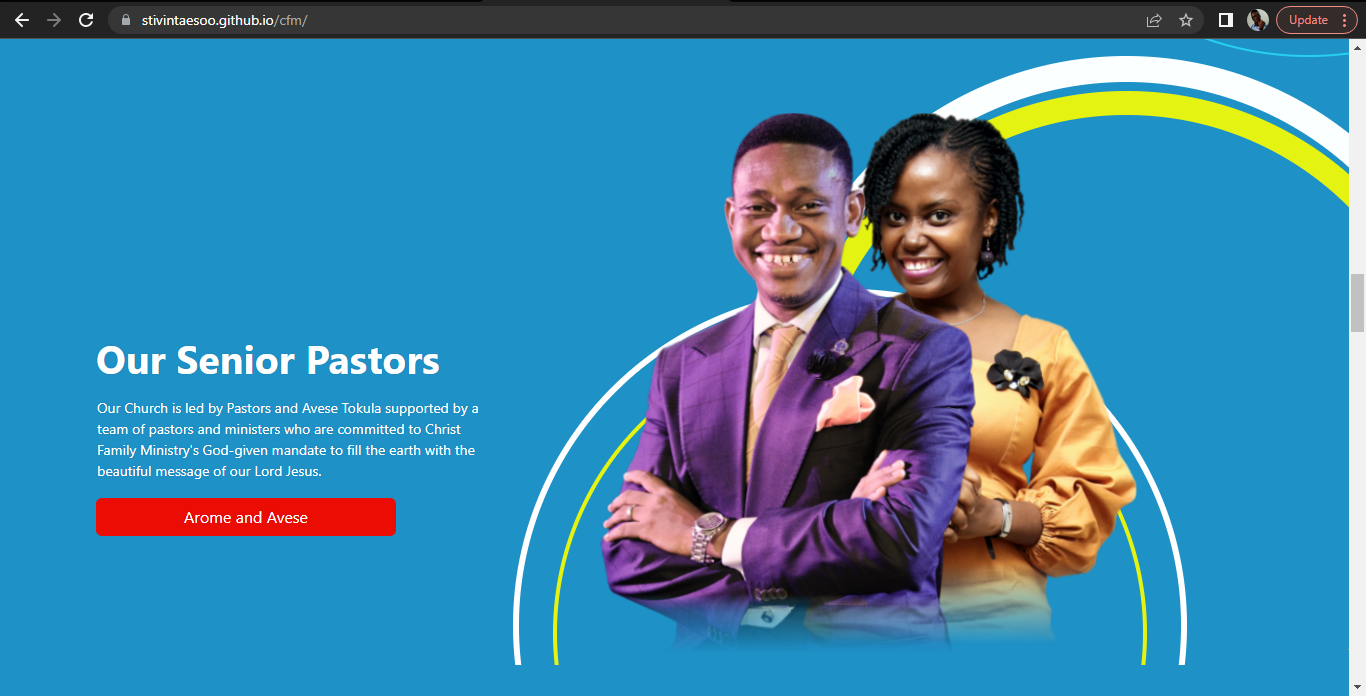 stivintaesoo.github.io/cfm/
Update
Our Senior Pastors
Our Church is led by Pastors and Avese Tokula supported by a
team of pastors and ministers who are committed to Christ
Family Ministry's God-given mandate to fill the earth with the
beautiful message of our Lord Jesus.
Arome and Avese